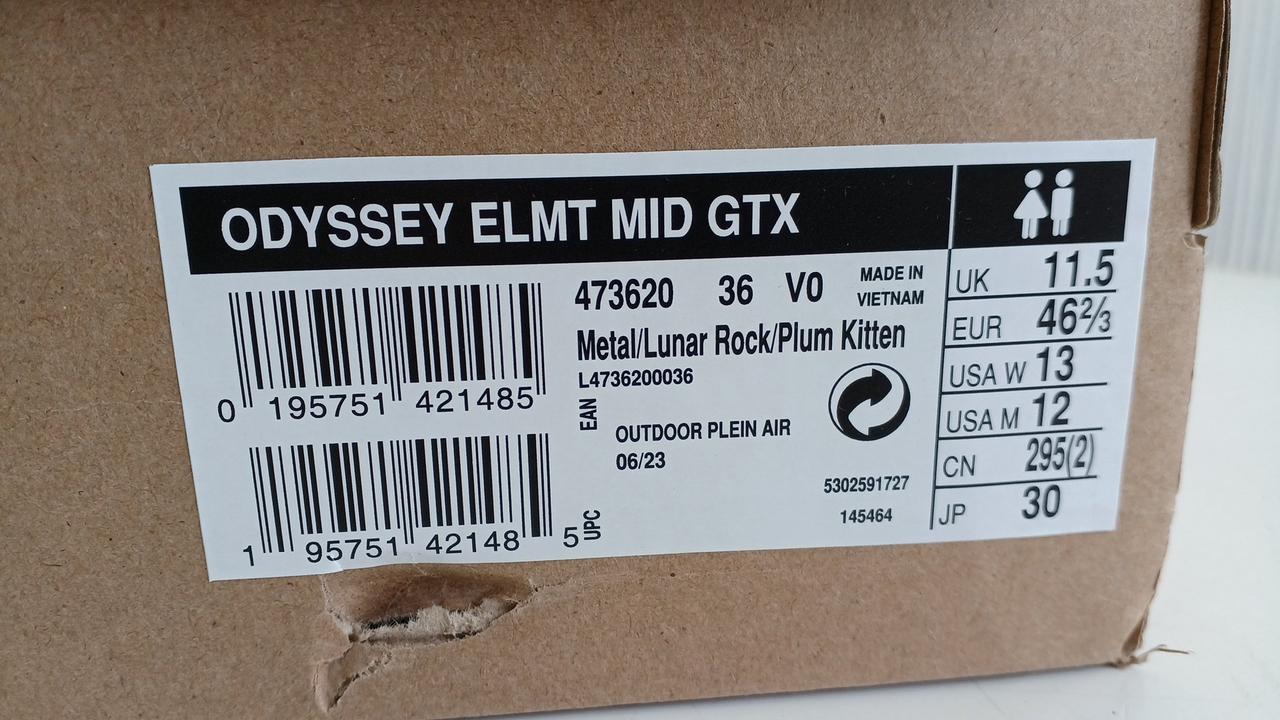 ODYSSEY ELMT MID GTX
473620 36 V0
MADE IN
VIETNAM
Metal/Lunar Rock/Plum Kitten
L4736200036
0 195751 421485
EAN
OUTDOOR PLEIN AIR
06/23
1 95751 42148 5
UPC
5302591727
145464
UK 11.5
EUR 46⅔
USA W 13
USA M 12
CN 295(2)
JP 30